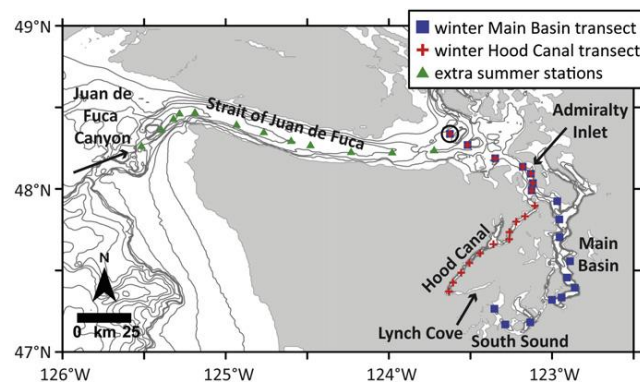 winter Main Basin transect
winter Hood Canal transect
extra summer stations
49°N
48°N
47°N
Juan de
Fuca
Canyon
Strait of Juan de Fuca
Admiralty
Inlet
Hood Canal
Main
Basin
Lynch Cove
South Sound
N
0 km 25
126°W
125°W
124°W
123°W